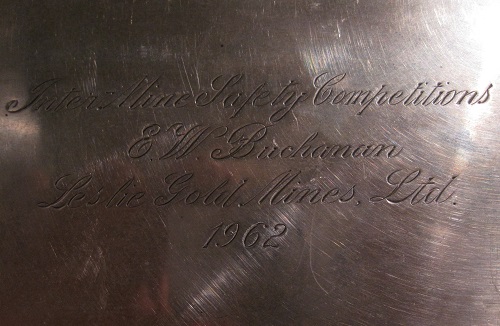 Inter=Mine Safety Competitions
E.W. Buchanan
Leslie Gold Mines, Ltd.
1962